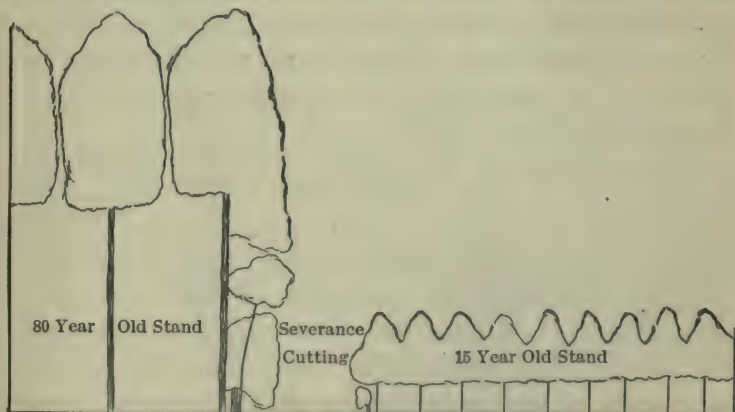 80 Year Old Stand
Severance
Cutting
15 Year Old Stand